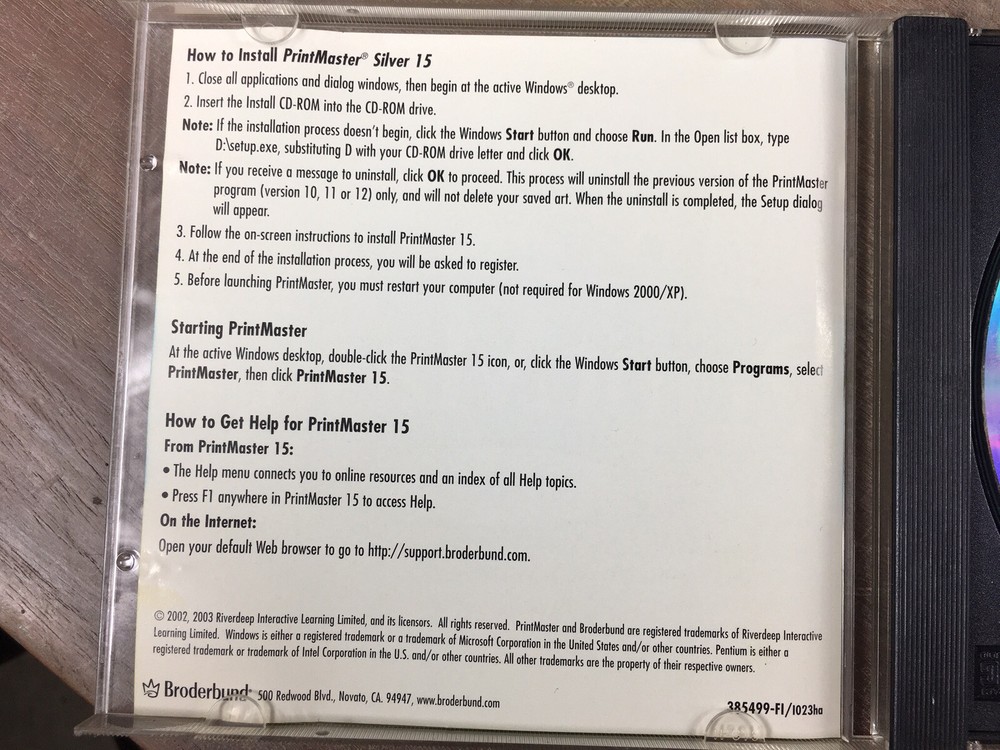 How to Install PrintMaster® Silver 15
1. Close all applications and dialog windows, then begin at the active Windows® desktop.
2. Insert the Install CD-ROM into the CD-ROM drive.
Note: If the installation process doesn't begin, click the Windows Start button and choose Run. In the Open list box, type
D:\setup.exe, substituting D with your CD-ROM drive letter and click OK.
Note: If you receive a message to uninstall, click OK to proceed. This process will uninstall the previous version of the PrintMaster
program (version 10, 11 or 12) only, and will not delete your saved art. When the uninstall is completed, the Setup dialog
will appear.
3. Follow the on-screen instructions to install PrintMaster 15.
4. At the end of the installation process, you will be asked to register.
5. Before launching PrintMaster, you must restart your computer (not required for Windows 2000/XP).
Starting PrintMaster
At the active Windows desktop, double-click the PrintMaster 15 icon, or, click the Windows Start button, choose Programs, select
PrintMaster, then click PrintMaster 15.
How to Get Help for PrintMaster 15
From PrintMaster 15:
• The Help menu connects you to online resources and an index of all Help topics.
• Press F1 anywhere in PrintMaster 15 to access Help.
On the Internet:
Open your default Web browser to go to http://support.broderbund.com.
© 2002, 2003 Riverdeep Interactive Learning Limited, and its licensors. All rights reserved. PrintMaster and Broderbund are registered trademarks of Riverdeep Interactive
Learning Limited. Windows is either a registered trademark or a trademark of Microsoft Corporation in the United States and/or other countries. Pentium is either a
registered trademark or trademark of Intel Corporation in the U.S. and/or other countries. All other trademarks are the property of their respective owners.
Brøderbund® 500 Redwood Blvd., Novato, CA. 94947, www.broderbund.com
385499-FI/1023ha